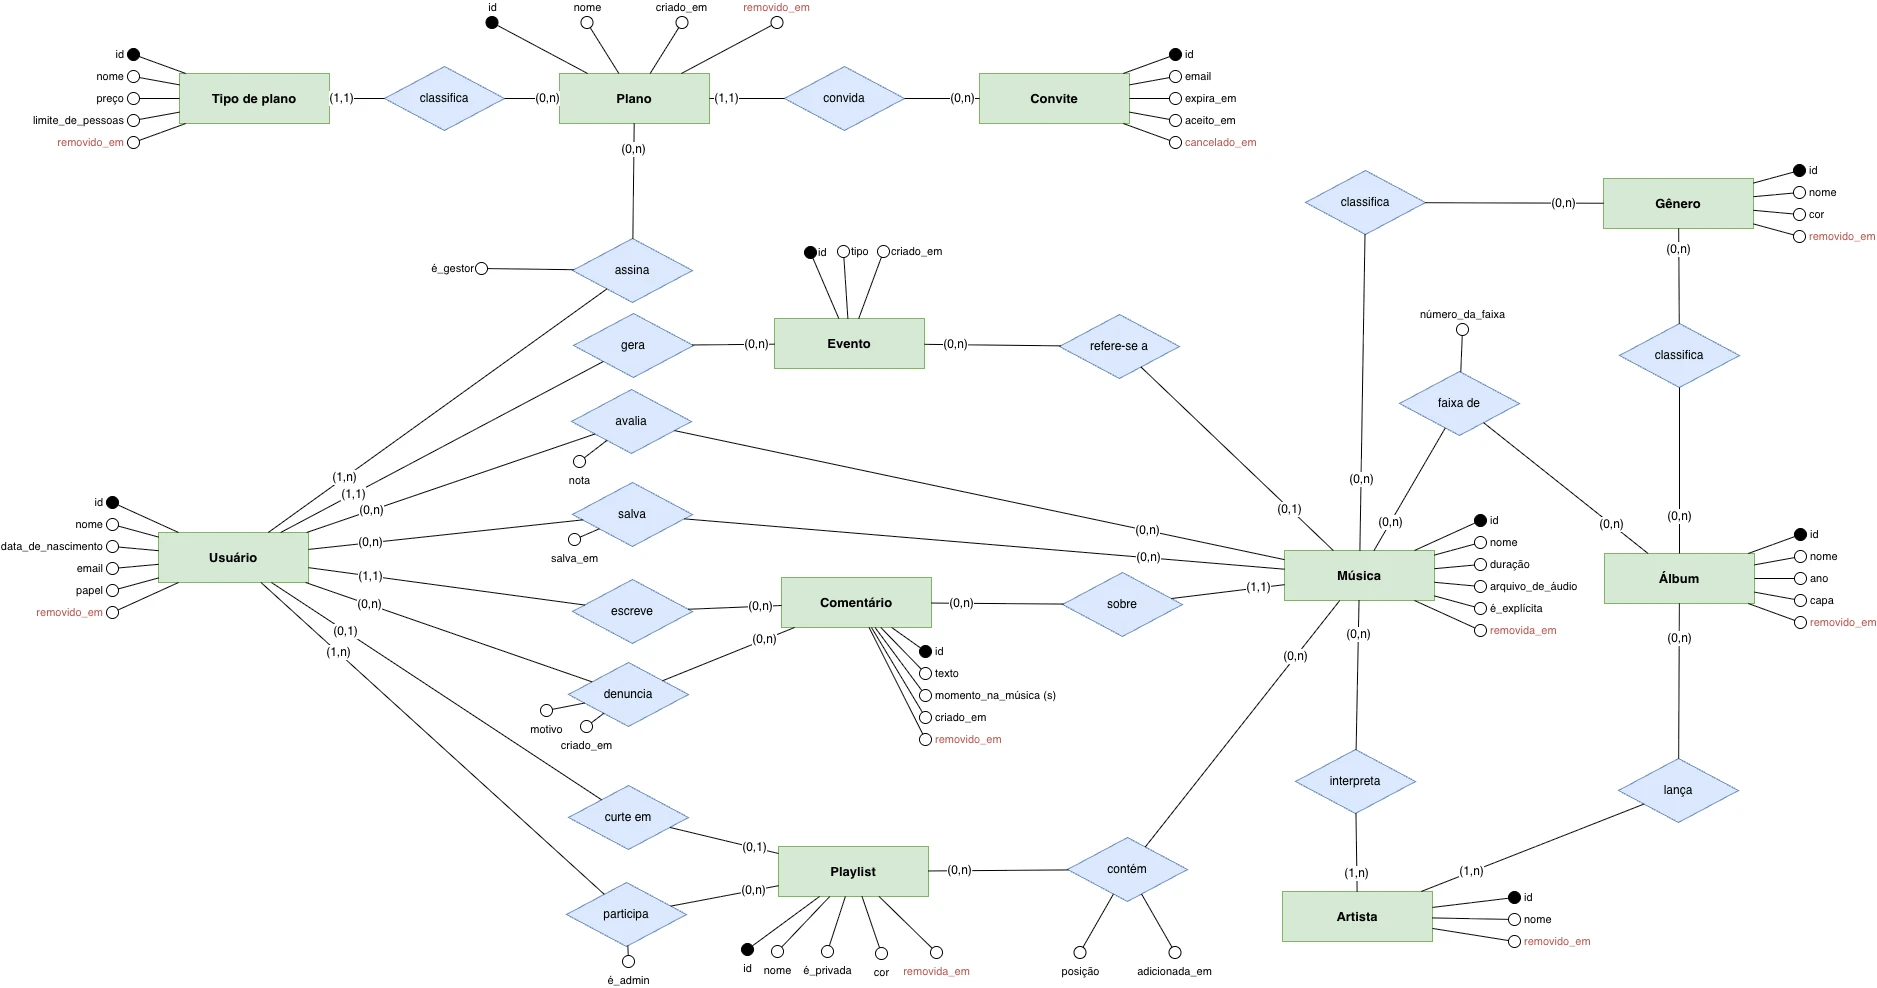 id
nome
criado_em
removido_em
id
nome
preço
limite_de_pessoas
removido_em
Tipo de plano
(1,1)
classifica
(0,n)
Plano
(1,1)
convida
(0,n)
Convite
id
email
expira_em
aceito_em
cancelado_em
(0,n)
é_gestor
assina
(1,n)
id
tipo
criado_em
gera
(0,n)
Evento
(0,n)
refere-se a
(1,1)
(0,1)
classifica
(0,n)
Gênero
id
nome
cor
removido_em
(0,n)
classifica
(0,n)
(0,n)
número_da_faixa
faixa de
(0,n)
(0,n)
avalia
nota
(0,n)
(0,n)
salva
salva_em
(0,n)
(0,n)
id
nome
data_de_nascimento
email
papel
removido_em
Usuário
(1,1)
escreve
(0,n)
Comentário
(0,n)
sobre
(1,1)
Música
id
nome
duração
arquivo_de_áudio
é_explícita
removida_em
Álbum
id
nome
ano
capa
removido_em
(0,n)
denuncia
(0,n)
motivo
criado_em
id
texto
momento_na_música (s)
criado_em
removido_em
(0,1)
curte em
(0,1)
(1,n)
participa
(0,n)
é_admin
Playlist
id
nome
é_privada
cor
removida_em
(0,n)
contém
(0,n)
posição
adicionada_em
(0,n)
interpreta
(1,n)
(0,n)
lança
(1,n)
Artista
id
nome
removido_em